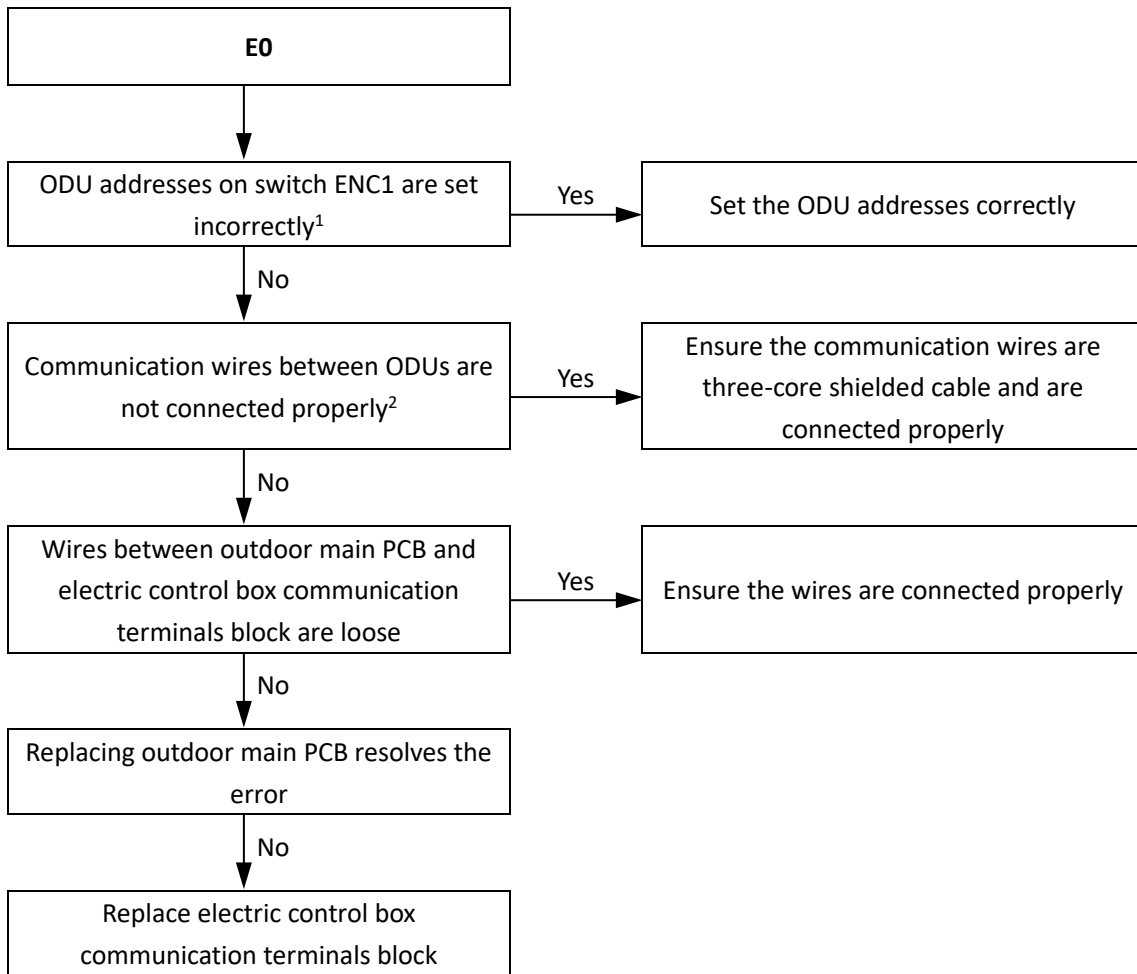 E0
ODU addresses on switch ENC1 are set
incorrectly1
Yes
Set the ODU addresses correctly
No
Communication wires between ODUs are
not connected properly2
Yes
Ensure the communication wires are
three-core shielded cable and are
connected properly
No
Wires between outdoor main PCB and
electric control box communication
terminals block are loose
Yes
Ensure the wires are connected properly
No
Replacing outdoor main PCB resolves the
error
No
Replace electric control box
communication terminals block